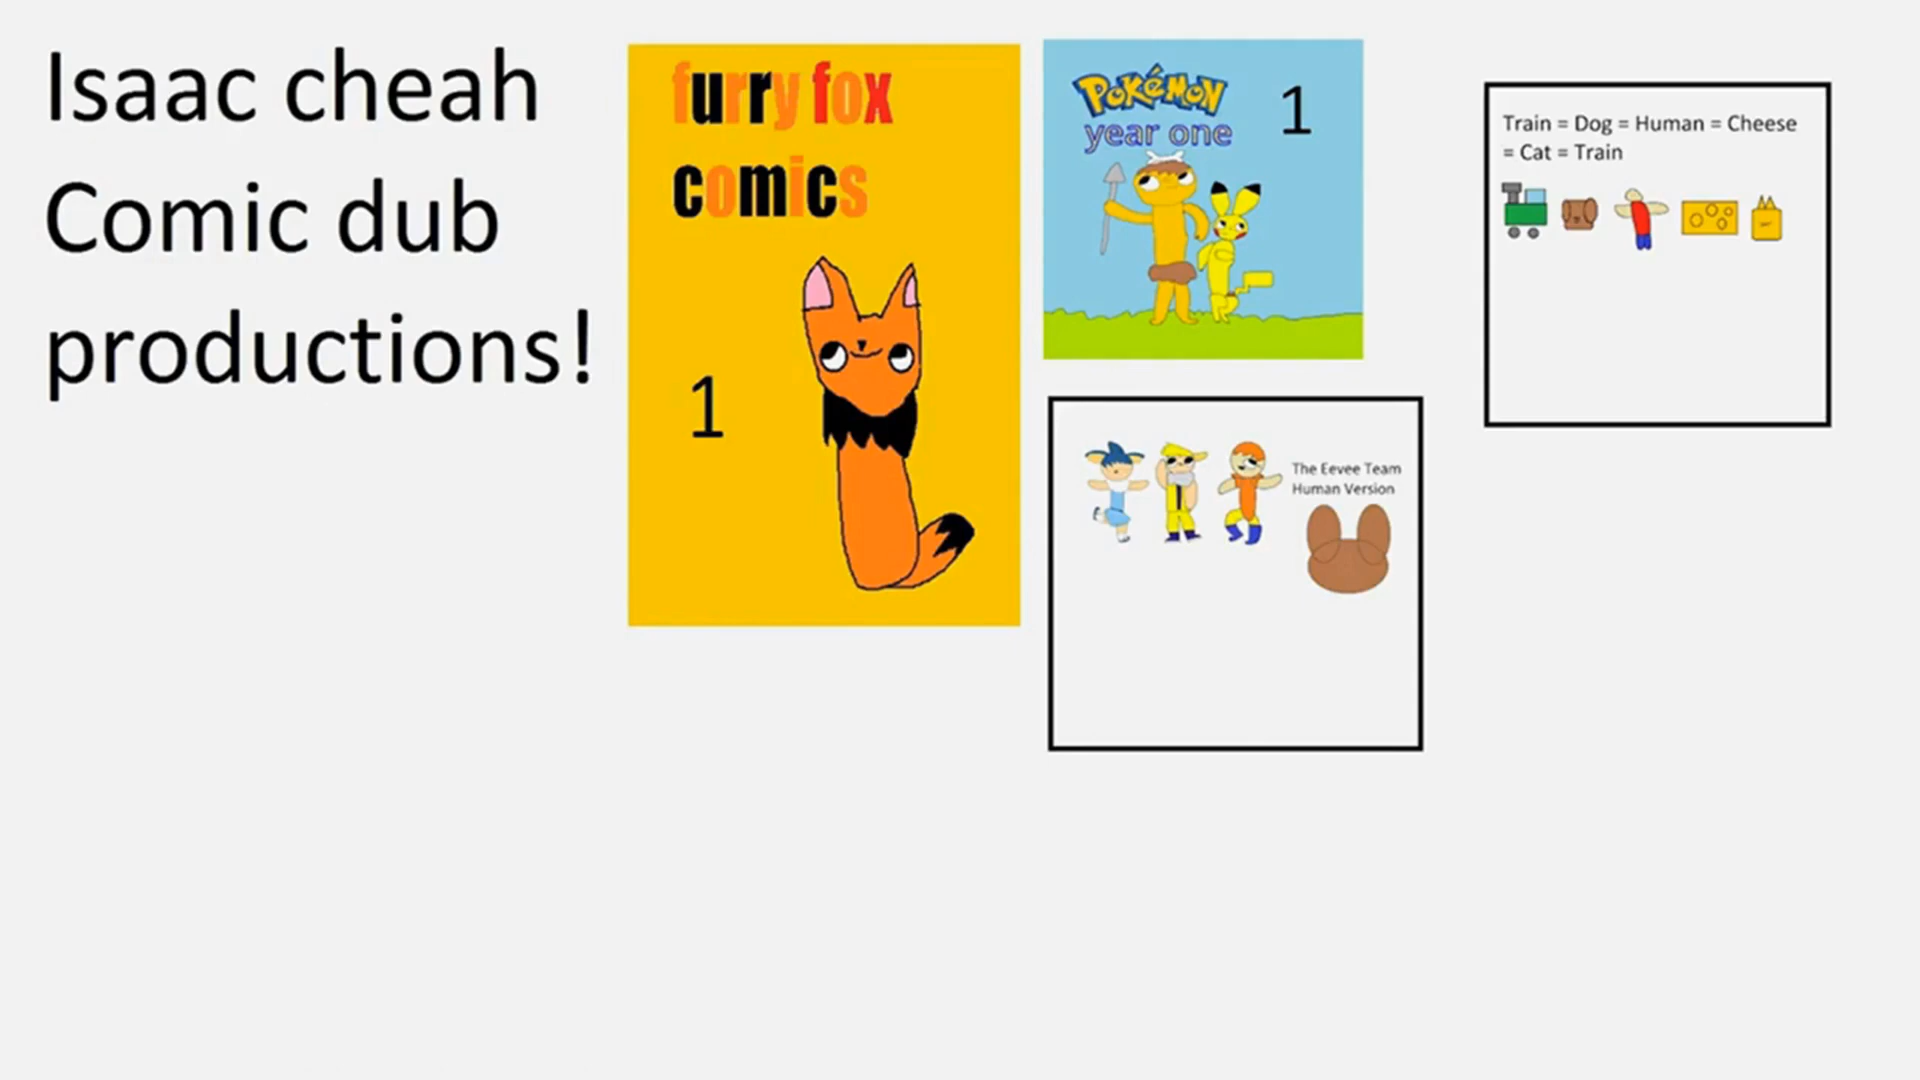 Isaac cheah
Comic dub
productions!
furry fox
comics
1
POKéMON
year one
1
Train = Dog = Human = Cheese
= Cat = Train
The Eevee Team
Human Version